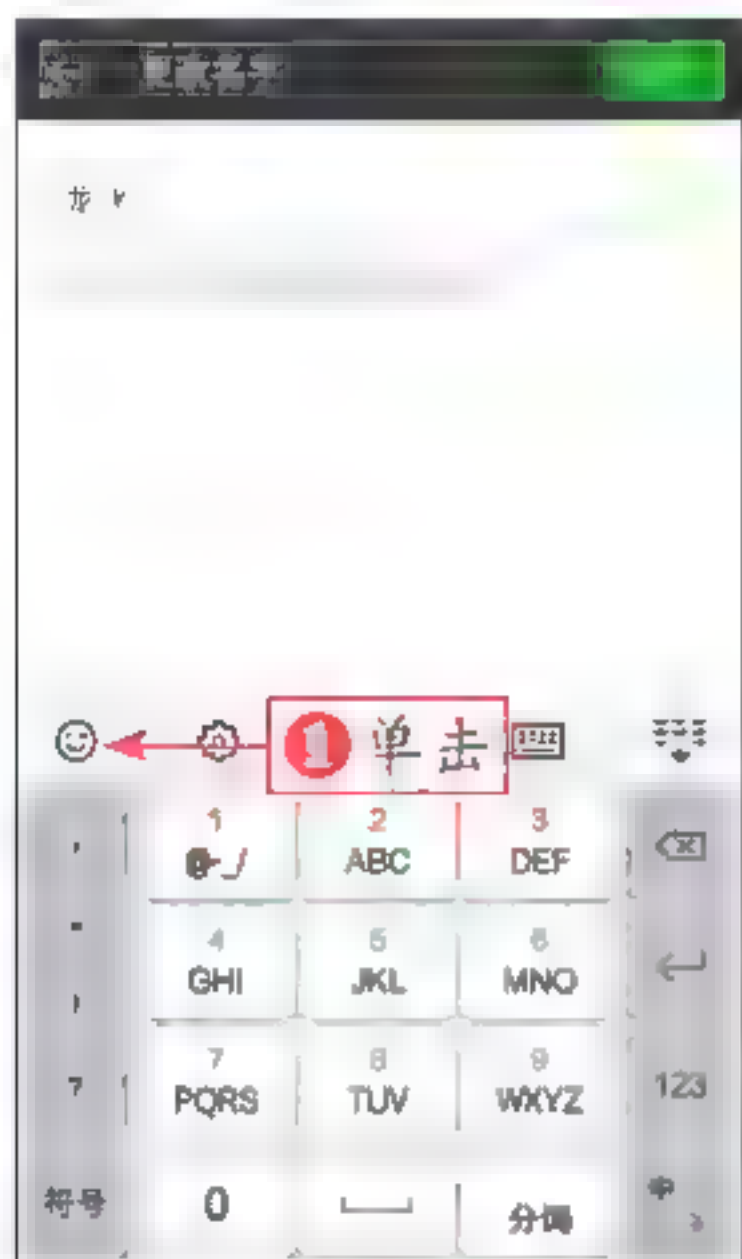 1 单击
1 2 3
ABC DEF
4 5 6
GHI JKL MNO
7 8 9
PQRS TUV WXYZ 123
符号 0 分词